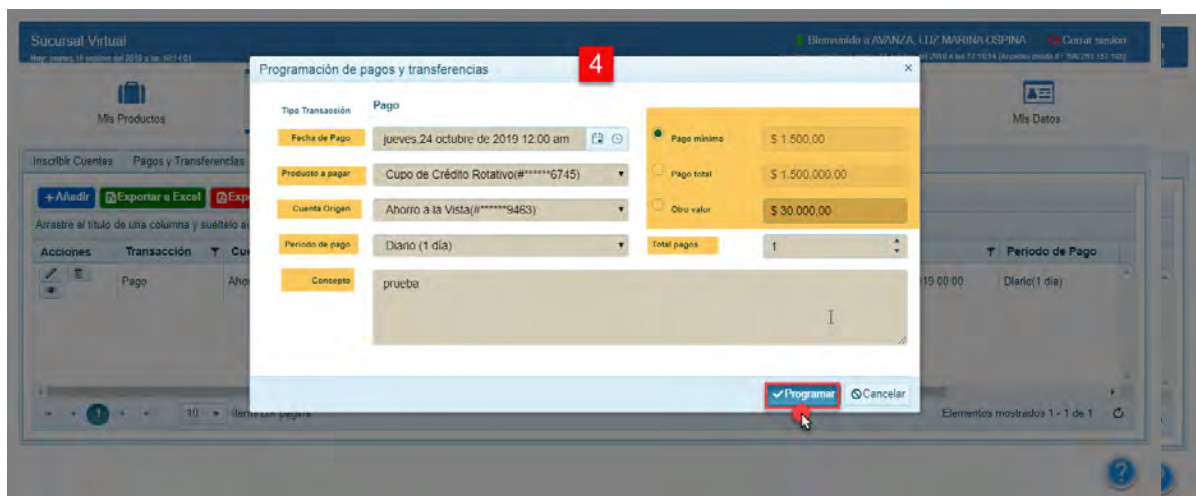 Sucursal Virtual
Bienvenido a AVANZA, LUZ MARINA OSPINA
Cerrar sesión
Mis Productos
Mis Datos
Programación de pagos y transferencias
4
×
Tipo Transacción
Pago
Fecha de Pago
jueves,24 octubre de 2019 12.00 am
Pago mínimo
$ 1.500,00
Producto a pagar
Cupo de Crédito Rotativo(#******6745)
Pago total
$ 1.500.000,00
Cuenta Origen
Ahorro a la Vista(#******9463)
Otro valor
$ 30.000,00
Período de pago
Diario (1 día)
Total pagos
1
Concepto
prueba
Programar
Cancelar
Inscribir Cuentas
Pagos y Transferencias
+Añadir
Exportar a Excel
Arrastre el título de una columna y suéltelo
Acciones
Transacción
Período de Pago
Pago
Diario(1 día)
1
10
Elementos mostrados 1 - 1 de 1
?